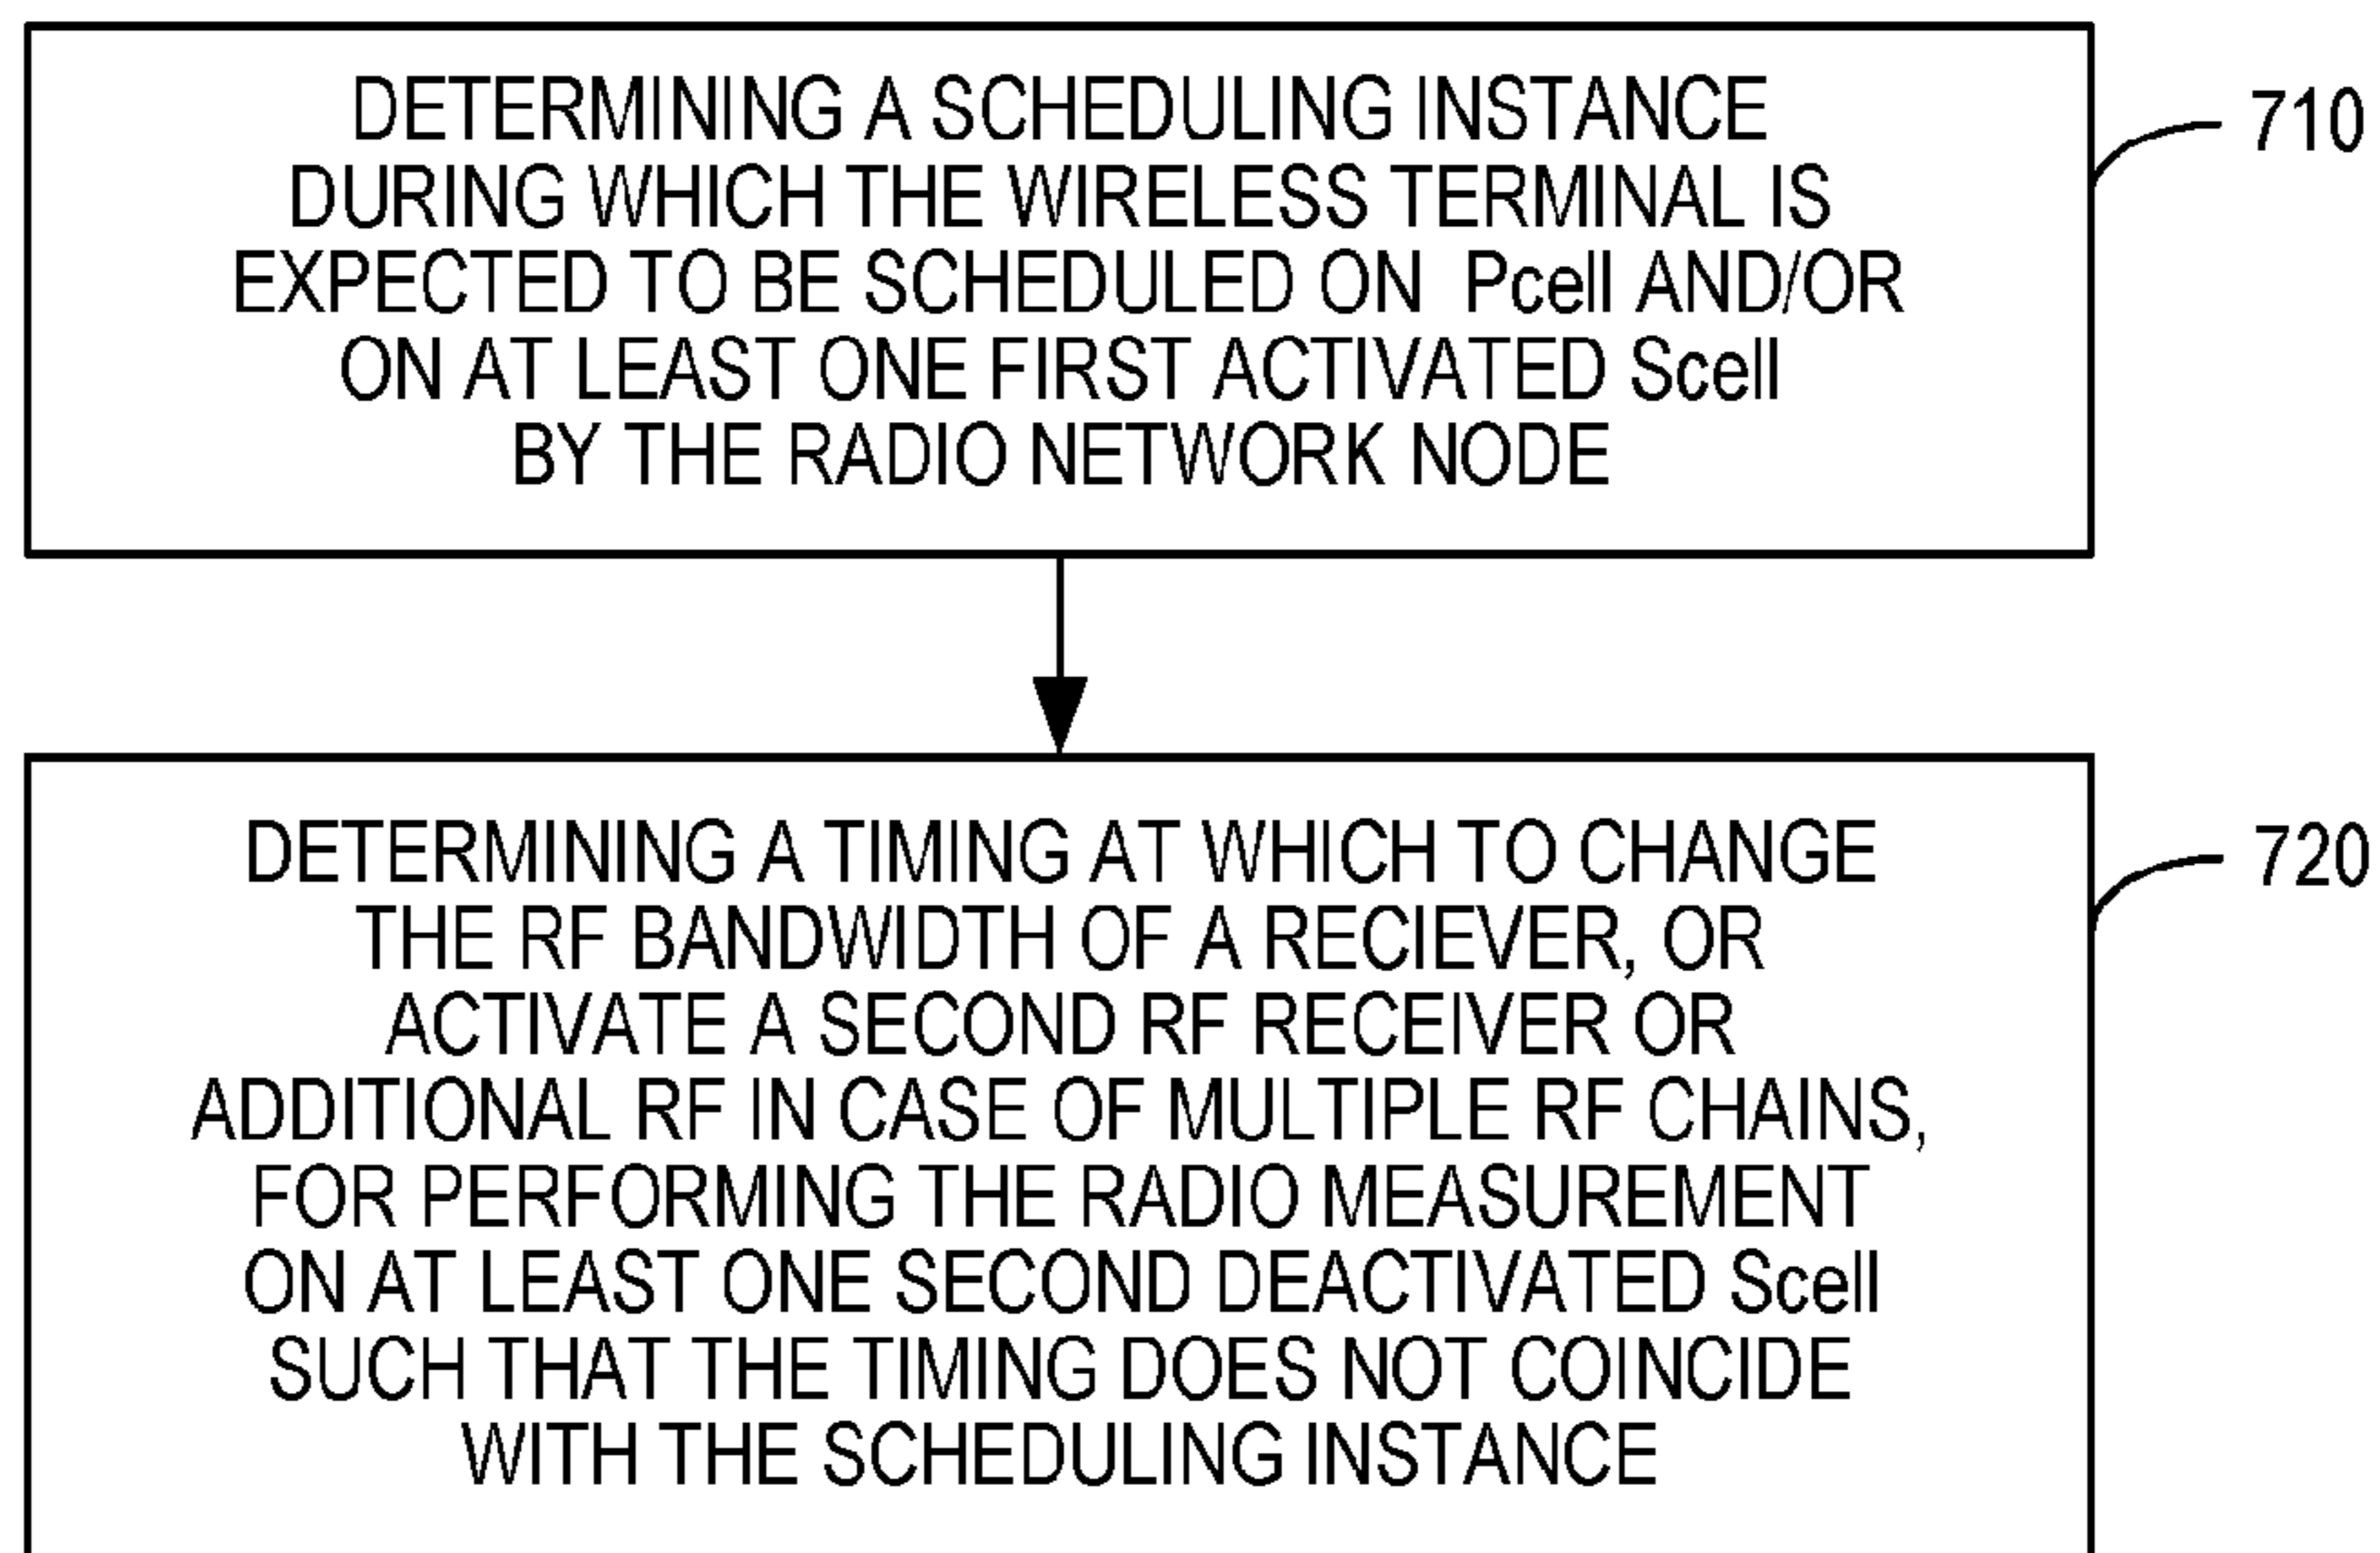 DETERMINING A SCHEDULING INSTANCE
DURING WHICH THE WIRELESS TERMINAL IS
EXPECTED TO BE SCHEDULED ON Pcell AND/OR
ON AT LEAST ONE FIRST ACTIVATED Scell
BY THE RADIO NETWORK NODE
710
DETERMINING A TIMING AT WHICH TO CHANGE
THE RF BANDWIDTH OF A RECIEVER, OR
ACTIVATE A SECOND RF RECEIVER OR
ADDITIONAL RF IN CASE OF MULTIPLE RF CHAINS,
FOR PERFORMING THE RADIO MEASUREMENT
ON AT LEAST ONE SECOND DEACTIVATED Scell
SUCH THAT THE TIMING DOES NOT COINCIDE
WITH THE SCHEDULING INSTANCE
720